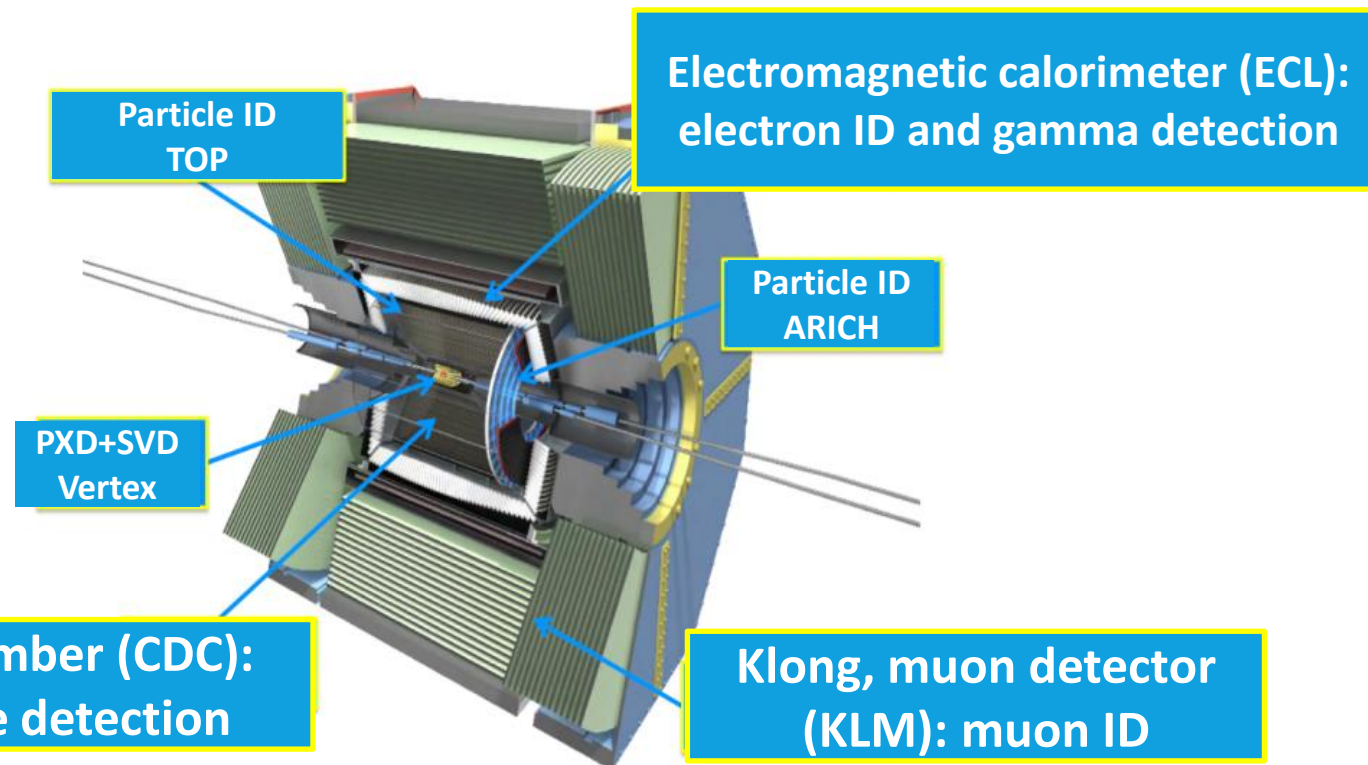 Electromagnetic calorimeter (ECL):
electron ID and gamma detection
Particle ID
TOP
Particle ID
ARICH
PXD+SVD
Vertex
(CDC):
detection
Klong, muon detector
(KLM): muon ID